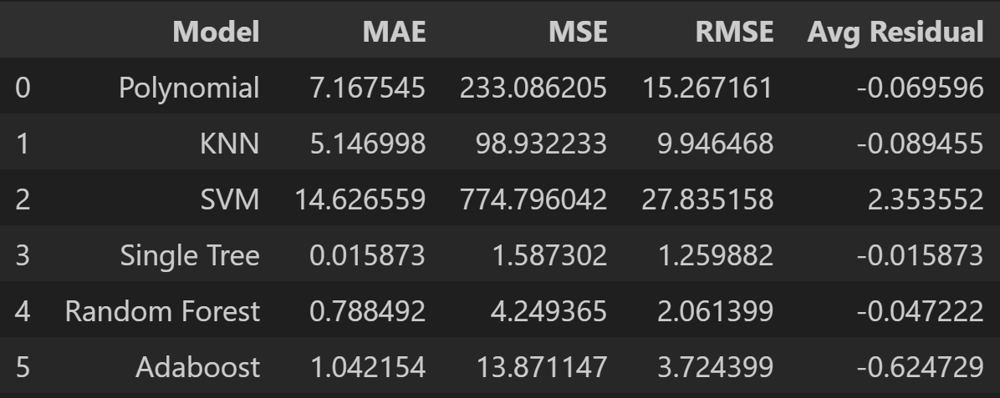 Model MAE MSE RMSE Avg Residual
0 Polynomial 7.167545 233.086205 15.267161 -0.069596
1 KNN 5.146998 98.932233 9.946468 -0.089455
2 SVM 14.626559 774.796042 27.835158 2.353552
3 Single Tree 0.015873 1.587302 1.259882 -0.015873
4 Random Forest 0.788492 4.249365 2.061399 -0.047222
5 Adaboost 1.042154 13.871147 3.724399 -0.624729